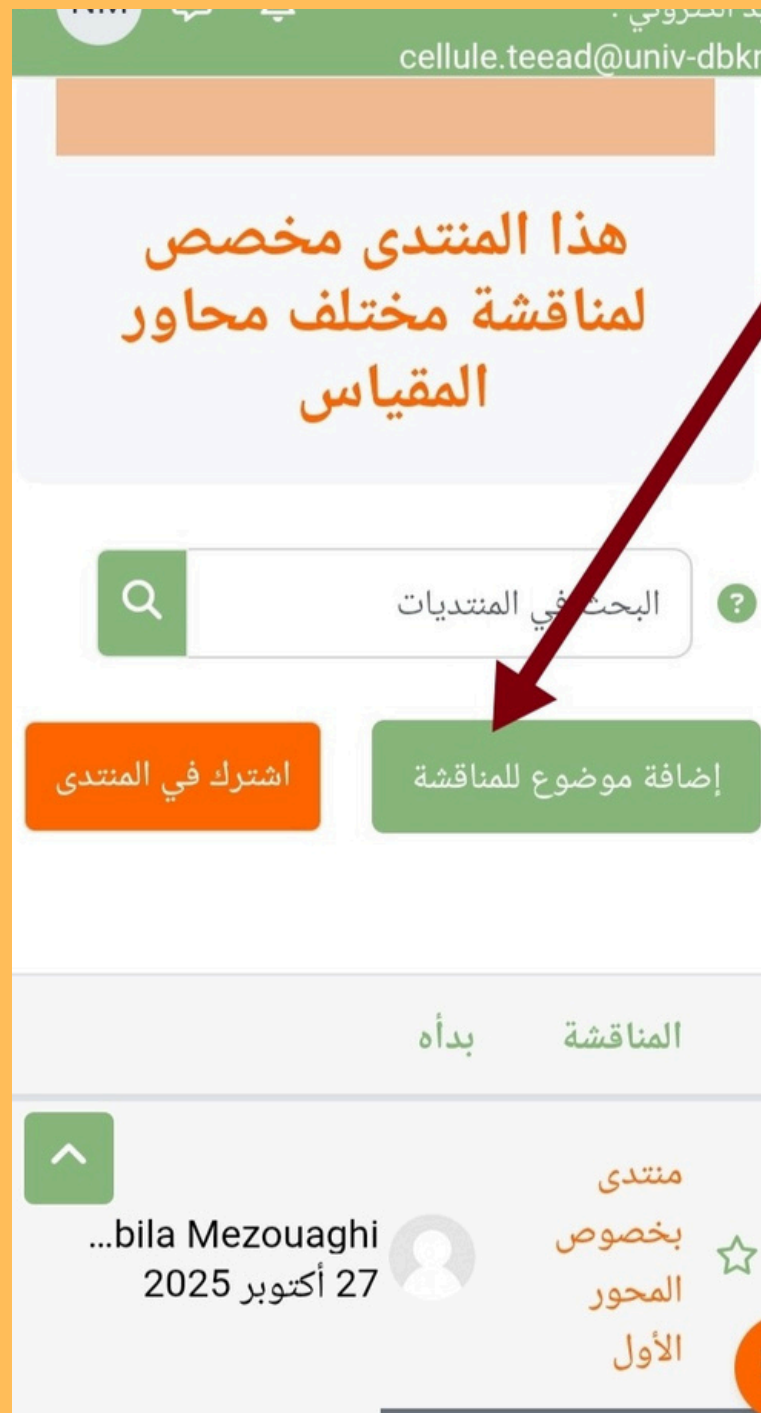 cellule.teead@univ-dbkr
هذا المنتدى مخصص
لمناقشة مختلف محاور
المقياس
البحث في المنتديات
?
إضافة موضوع للمناقشة
اشترك في المنتدى
المناقشة
بدأه
منتدى
بخصوص
المحور
الأول
...bila Mezouaghi
27 أكتوبر 2025